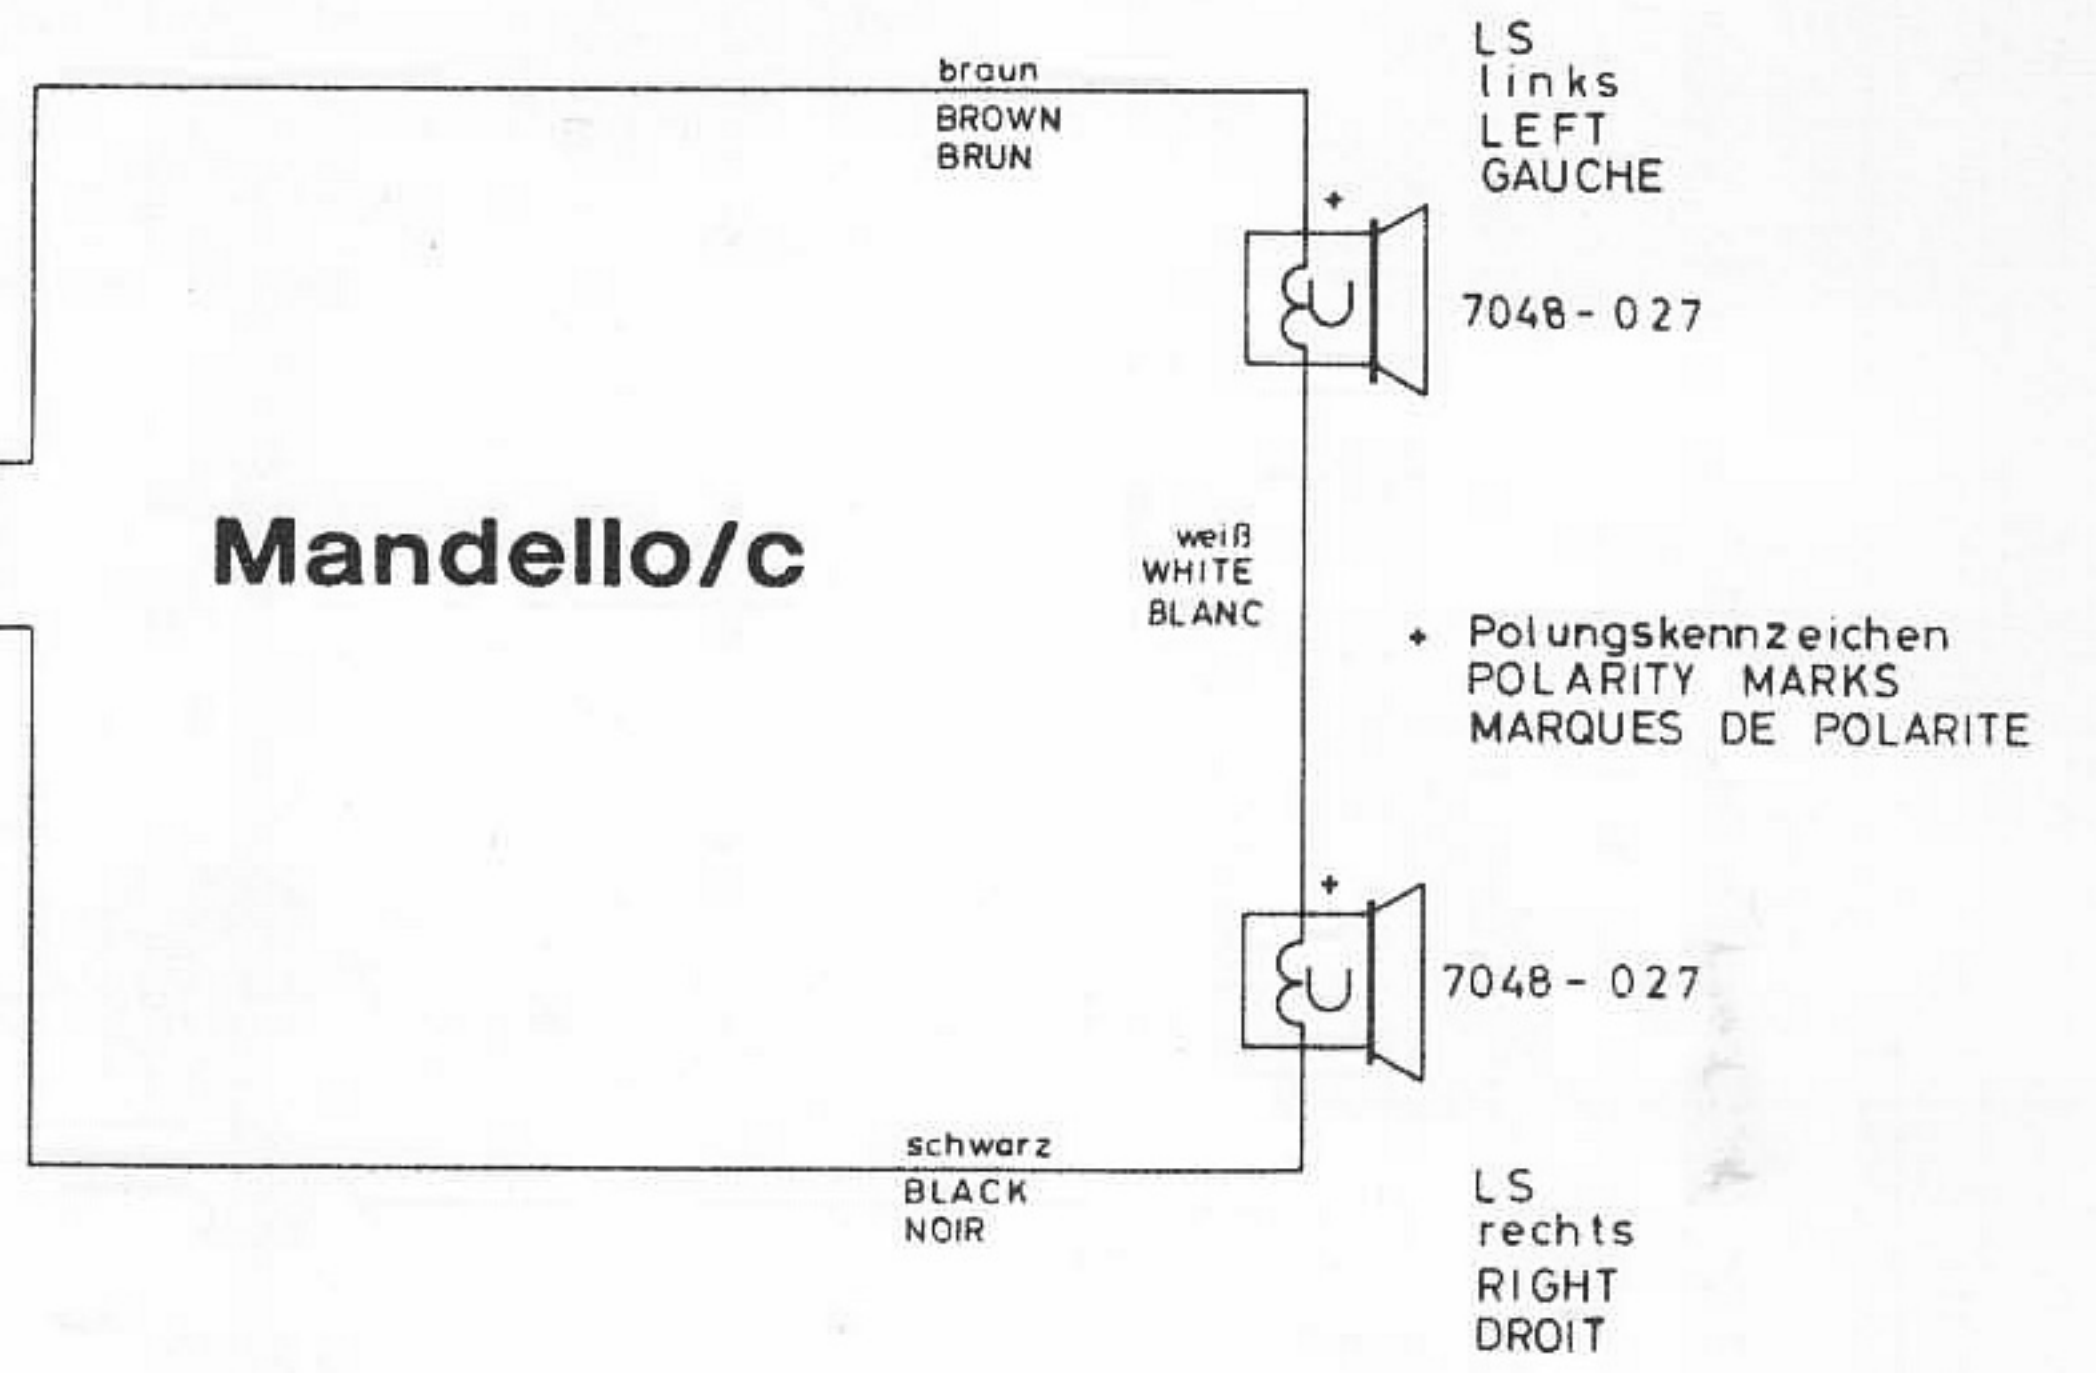 braun
BROWN
BRUN
LS
links
LEFT
GAUCHE
+
7048-027
Mandello/c
weiß
WHITE
BLANC
+ Polungskennzeichen
POLARITY MARKS
MARQUES DE POLARITE
+
7048-027
schwarz
BLACK
NOIR
LS
rechts
RIGHT
DROIT